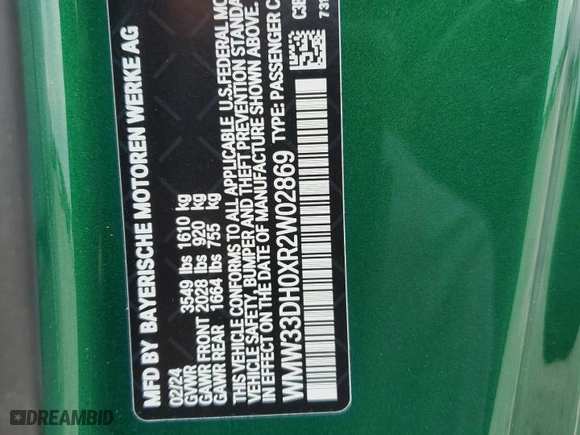 MFD BY BAYERISCHE MOTOREN WERKE AG
02/24
GVWR 3549 lbs 1610 kg
GAWR FRONT 2028 lbs 920 kg
GAWR REAR 1664 lbs 755 kg
THIS VEHICLE CONFORMS TO ALL APPLICABLE U.S. FEDERAL MOT
VEHICLE SAFETY, BUMPER AND THEFT PREVENTION STANDA
IN EFFECT ON THE DATE OF MANUFACTURE SHOWN ABOVE.
WMW33DH0XR2W02869 TYPE: PASSENGER C
DREAMBID